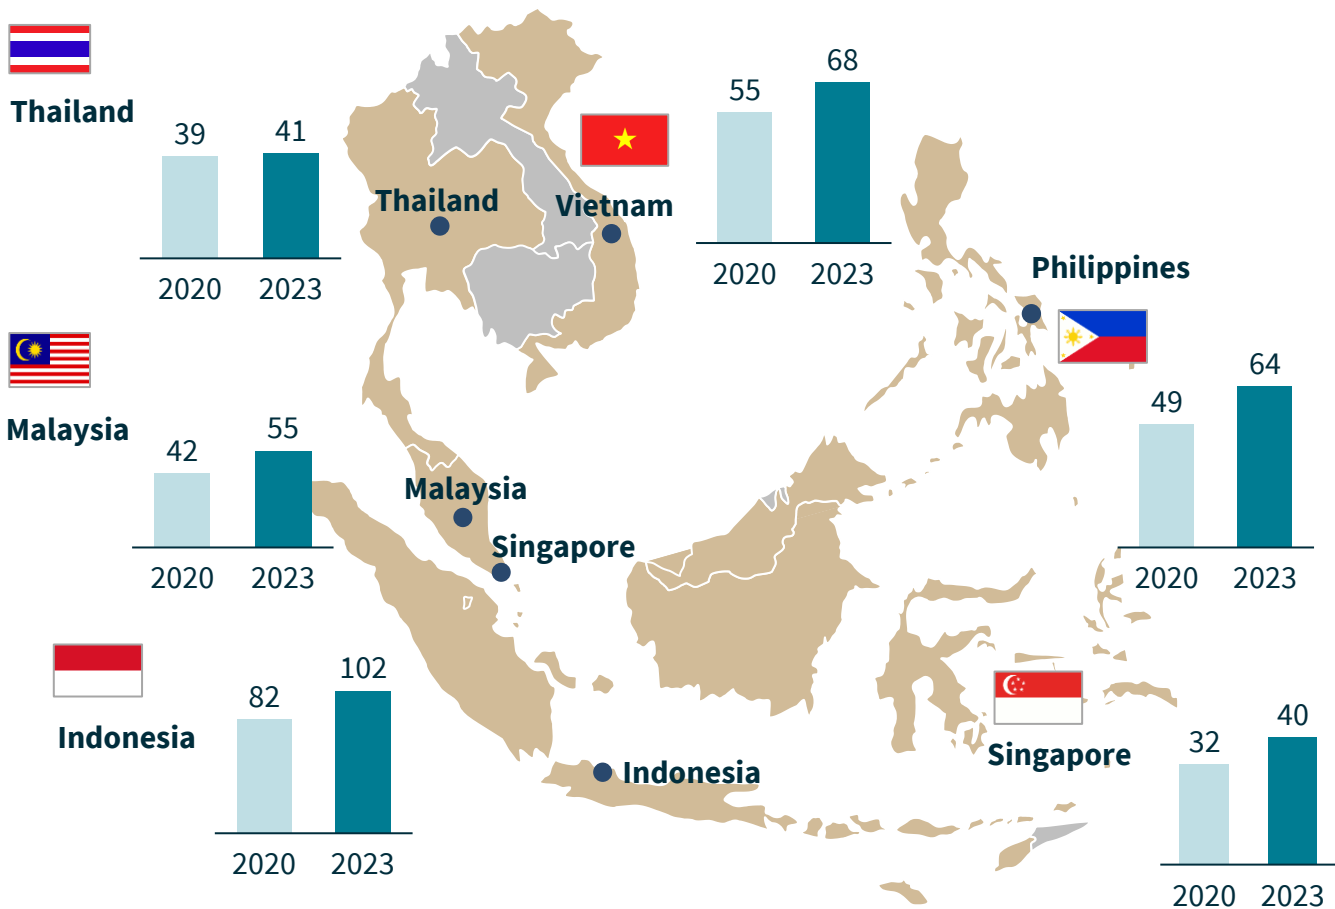 Thailand
39 41
2020 2023
Thailand
Vietnam
55 68
2020 2023
Philippines
49 64
2020 2023
Malaysia
42 55
2020 2023
Malaysia
Singapore
Indonesia
82 102
2020 2023
Indonesia
Singapore
32 40
2020 2023